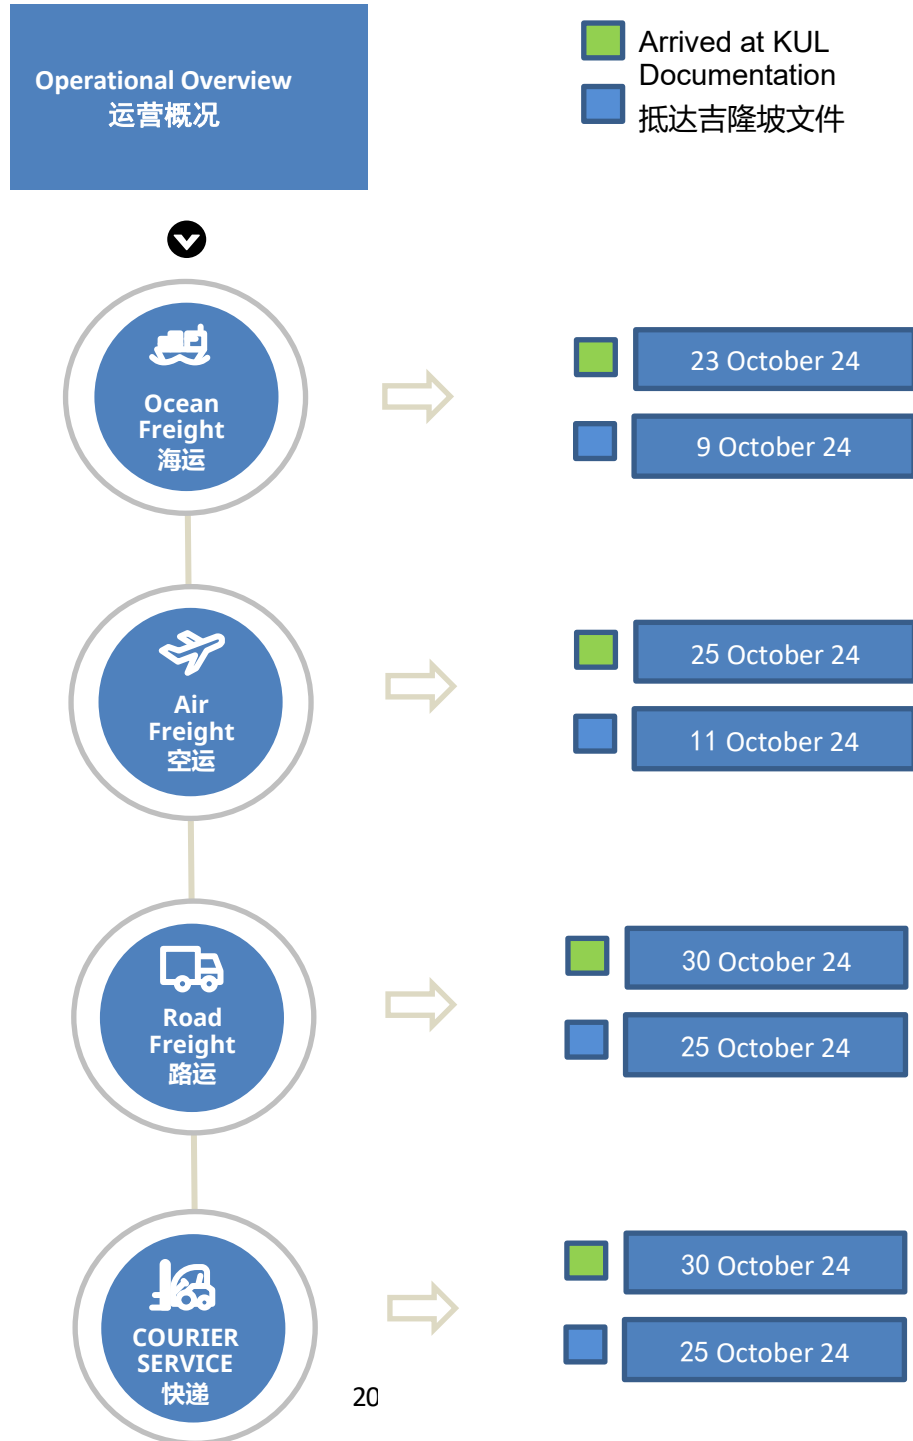 Operational Overview
运营概况
Arrived at KUL
Documentation
抵达吉隆坡文件
Ocean
Freight
海运
23 October 24
9 October 24
Air
Freight
空运
25 October 24
11 October 24
Road
Freight
路运
30 October 24
25 October 24
COURIER
SERVICE
快递
30 October 24
25 October 24
20